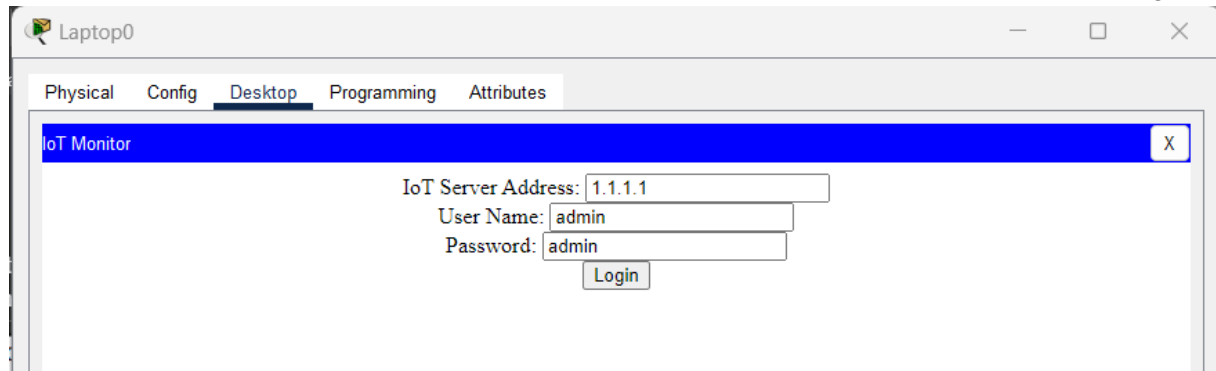 Laptop0
Physical Config Desktop Programming Attributes
IoT Monitor X
IoT Server Address: 1.1.1.1
User Name: admin
Password: admin
Login